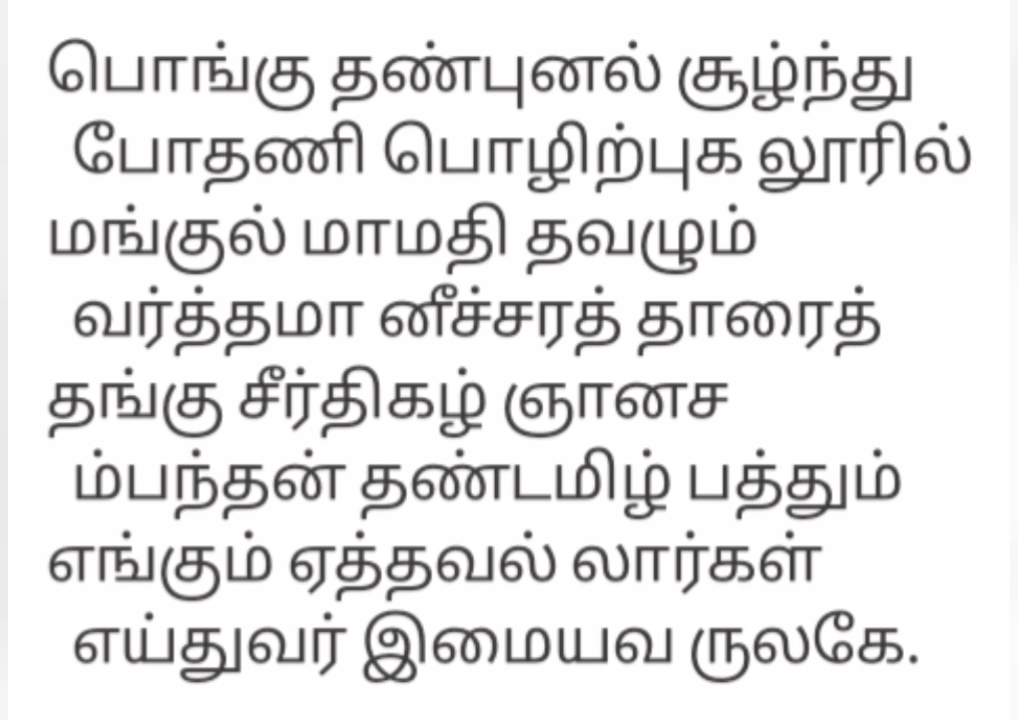 பொங்கு தண்புனல் சூழ்ந்து
போதணி பொழிற்புக லூரில்
மங்குல் மாமதி தவழும்
வர்த்தமா னீச்சரத் தாரைத்
தங்கு சீர்திகழ் ஞானச
ம்பந்தன் தண்டமிழ் பத்தும்
எங்கும் ஏத்தவல் லார்கள்
எய்துவர் இமையவ ருலகே.